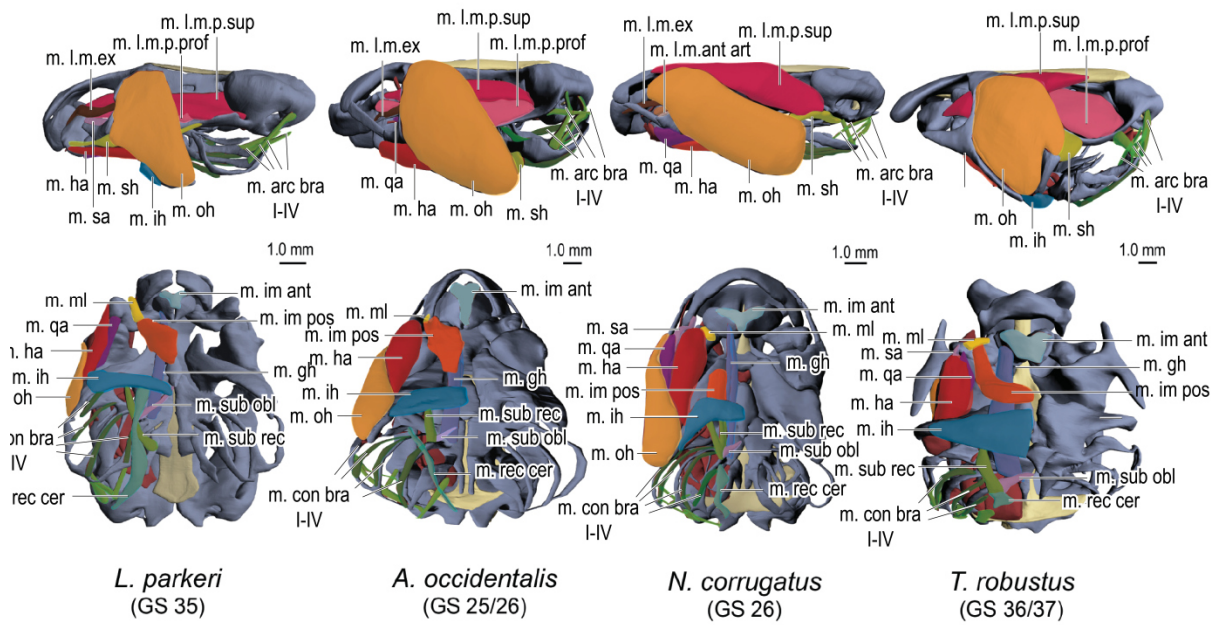 m. l.m.p.sup
m. l.m.p.prof
m. l.m.ex
m. ha
m. sa
m. sh
m. ih
m. oh
m. arc bra
I-IV
m. l.m.p.sup
m. l.m.p.prof
m. l.m.ex
m. qa
m. ha
m. oh
m. sh
m. arc bra
I-IV
m. l.m.ex
m. l.m.ant art
m. l.m.p.sup
m. qa
m. ha
m. oh
m. sh
m. arc bra
I-IV
m. l.m.p.sup
m. l.m.p.prof
m. oh
m. ih
m. sh
m. arc bra
I-IV
1.0 mm
1.0 mm
1.0 mm
1.0 mm
m. ml
m. qa
ha
m. ih
oh
con bra
IV
rec cer
m. im ant
m. im pos
m. gh
m. sub obl
m. sub rec
m. ml
m. im pos
m. ha
m. ih
m. oh
m. con bra
I-IV
m. im ant
m. gh
m. sub rec
m. sub obl
m. rec cer
m. sa
m. qa
m. ha
m. im pos
m. ih
m. oh
m. con bra
I-IV
m. im ant
m. ml
m. gh
m. sub rec
m. sub obl
m. rec cer
m. ml
m. sa
m. qa
m. ha
m. ih
m. sub rec
m. con bra
I-IV
m. im ant
m. gh
m. im pos
m. sub obl
m. rec cer
L. parkeri
(GS 35)
A. occidentalis
(GS 25/26)
N. corrugatus
(GS 26)
T. robustus
(GS 36/37)